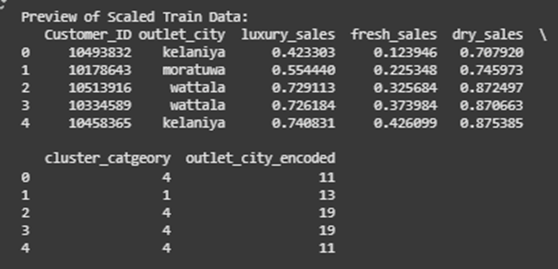 Preview of Scaled Train Data:
Customer_ID outlet_city luxury_sales fresh_sales dry_sales \
0 10493832 kelaniya 0.423303 0.123946 0.707920
1 10178643 moratuwa 0.554440 0.225348 0.745973
2 10513916 wattala 0.729113 0.325684 0.872497
3 10334589 wattala 0.726184 0.373984 0.870663
4 10458365 kelaniya 0.740831 0.426099 0.875385
cluster_catgeory outlet_city_encoded
0 4 11
1 1 13
2 4 19
3 4 19
4 4 11